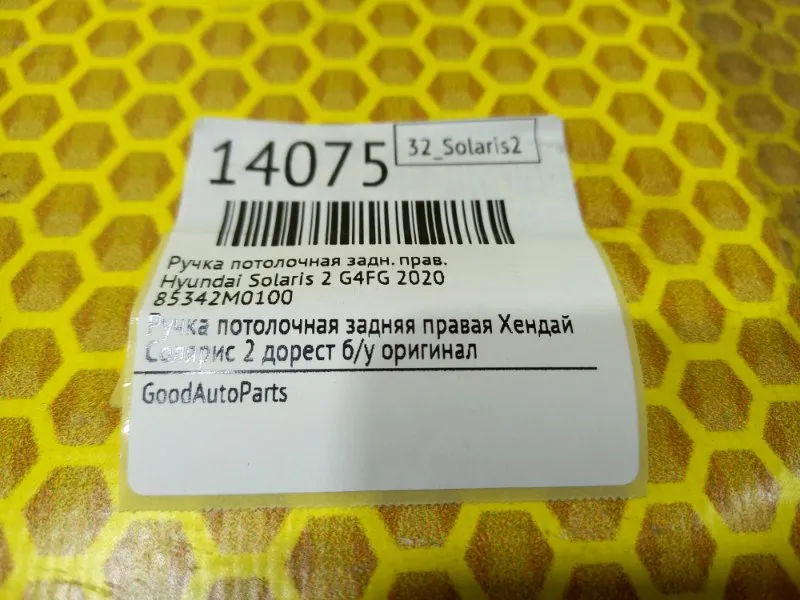 14075
32_Solaris2
Ручка потолочная задн. прав.
Hyundai Solaris 2 G4FG 2020
85342M0100
Ручка потолочная задняя правая Хендай
Солярис 2 дорест б/у оригинал
GoodAutoParts